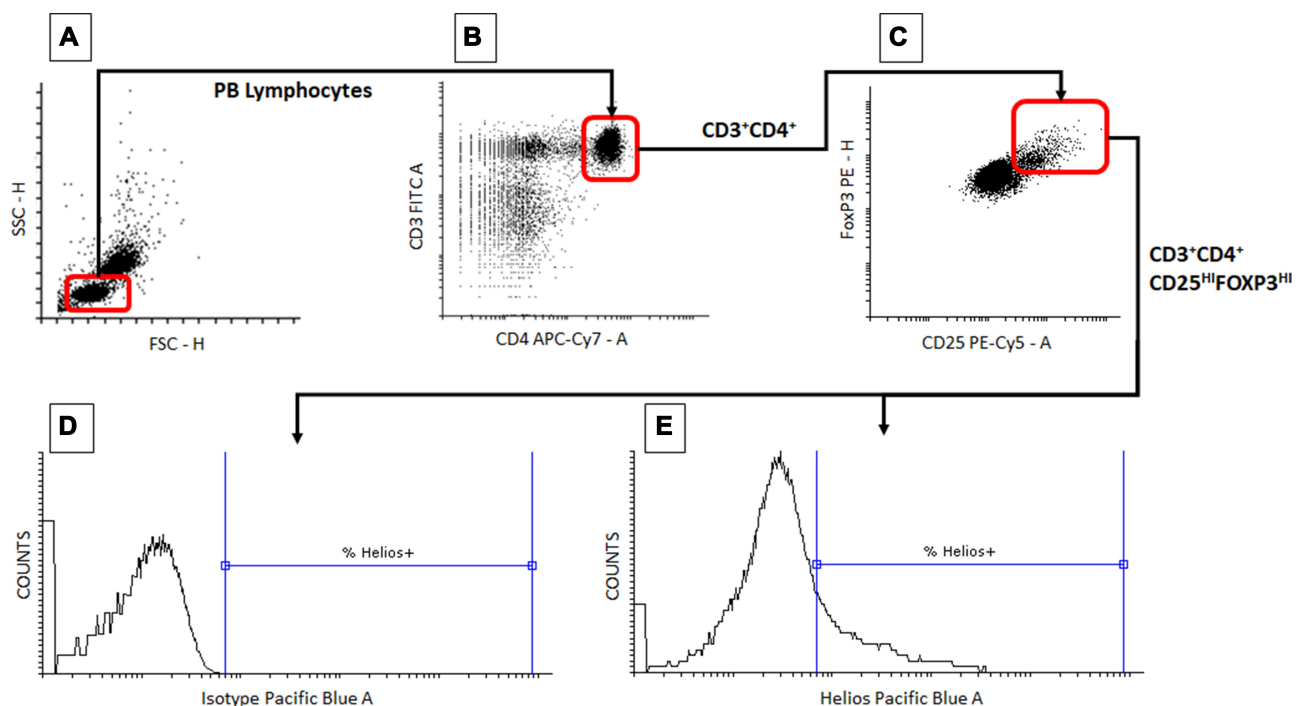 A
B
C
PB Lymphocytes
CD3⁺CD4⁺
SSC - H
FSC - H
CD3 FITC A
CD4 APC-Cy7 - A
FoxP3 PE - H
CD25 PE-Cy5 - A
CD3⁺CD4⁺
CD25ᴴᴵFOXP3ᴴᴵ
D
E
COUNTS
% Helios+
Isotype Pacific Blue A
COUNTS
% Helios+
Helios Pacific Blue A